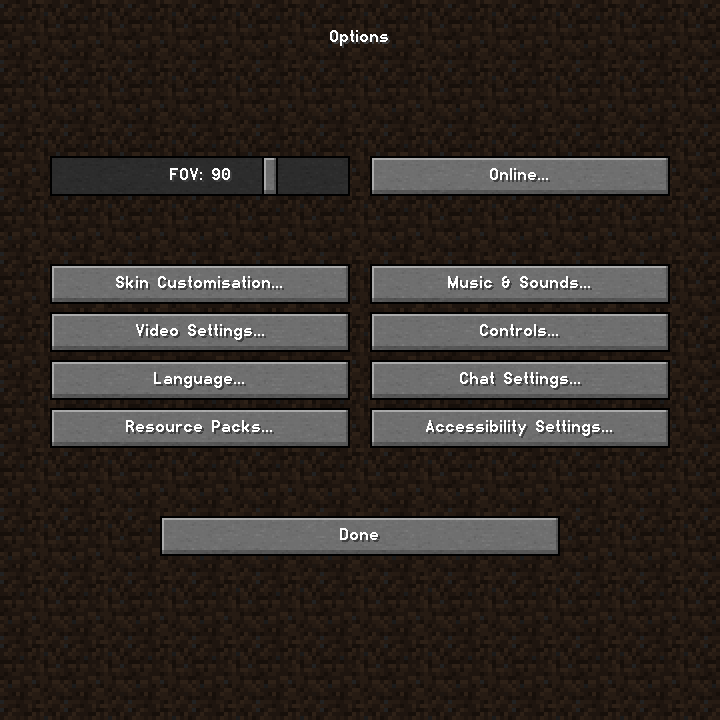 Options
FOV: 90
Online...
Skin Customisation...
Music & Sounds...
Video Settings...
Controls...
Language...
Chat Settings...
Resource Packs...
Accessibility Settings...
Done